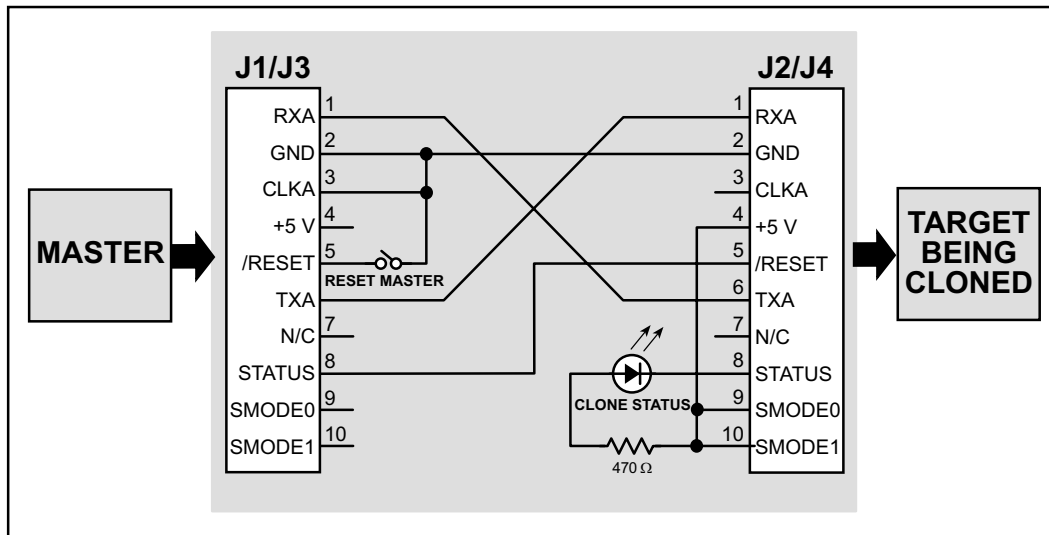 J1/J3
J2/J4
RXA 1
GND 2
CLKA 3
+5 V 4
/RESET 5
TXA
N/C 7
STATUS 8
SMODE0 9
SMODE1 10
RESET MASTER
MASTER
1 RXA
2 GND
3 CLKA
4 +5 V
5 /RESET
6 TXA
7 N/C
8 STATUS
9 SMODE0
10 SMODE1
CLONE STATUS
470 Ω
TARGET
BEING
CLONED